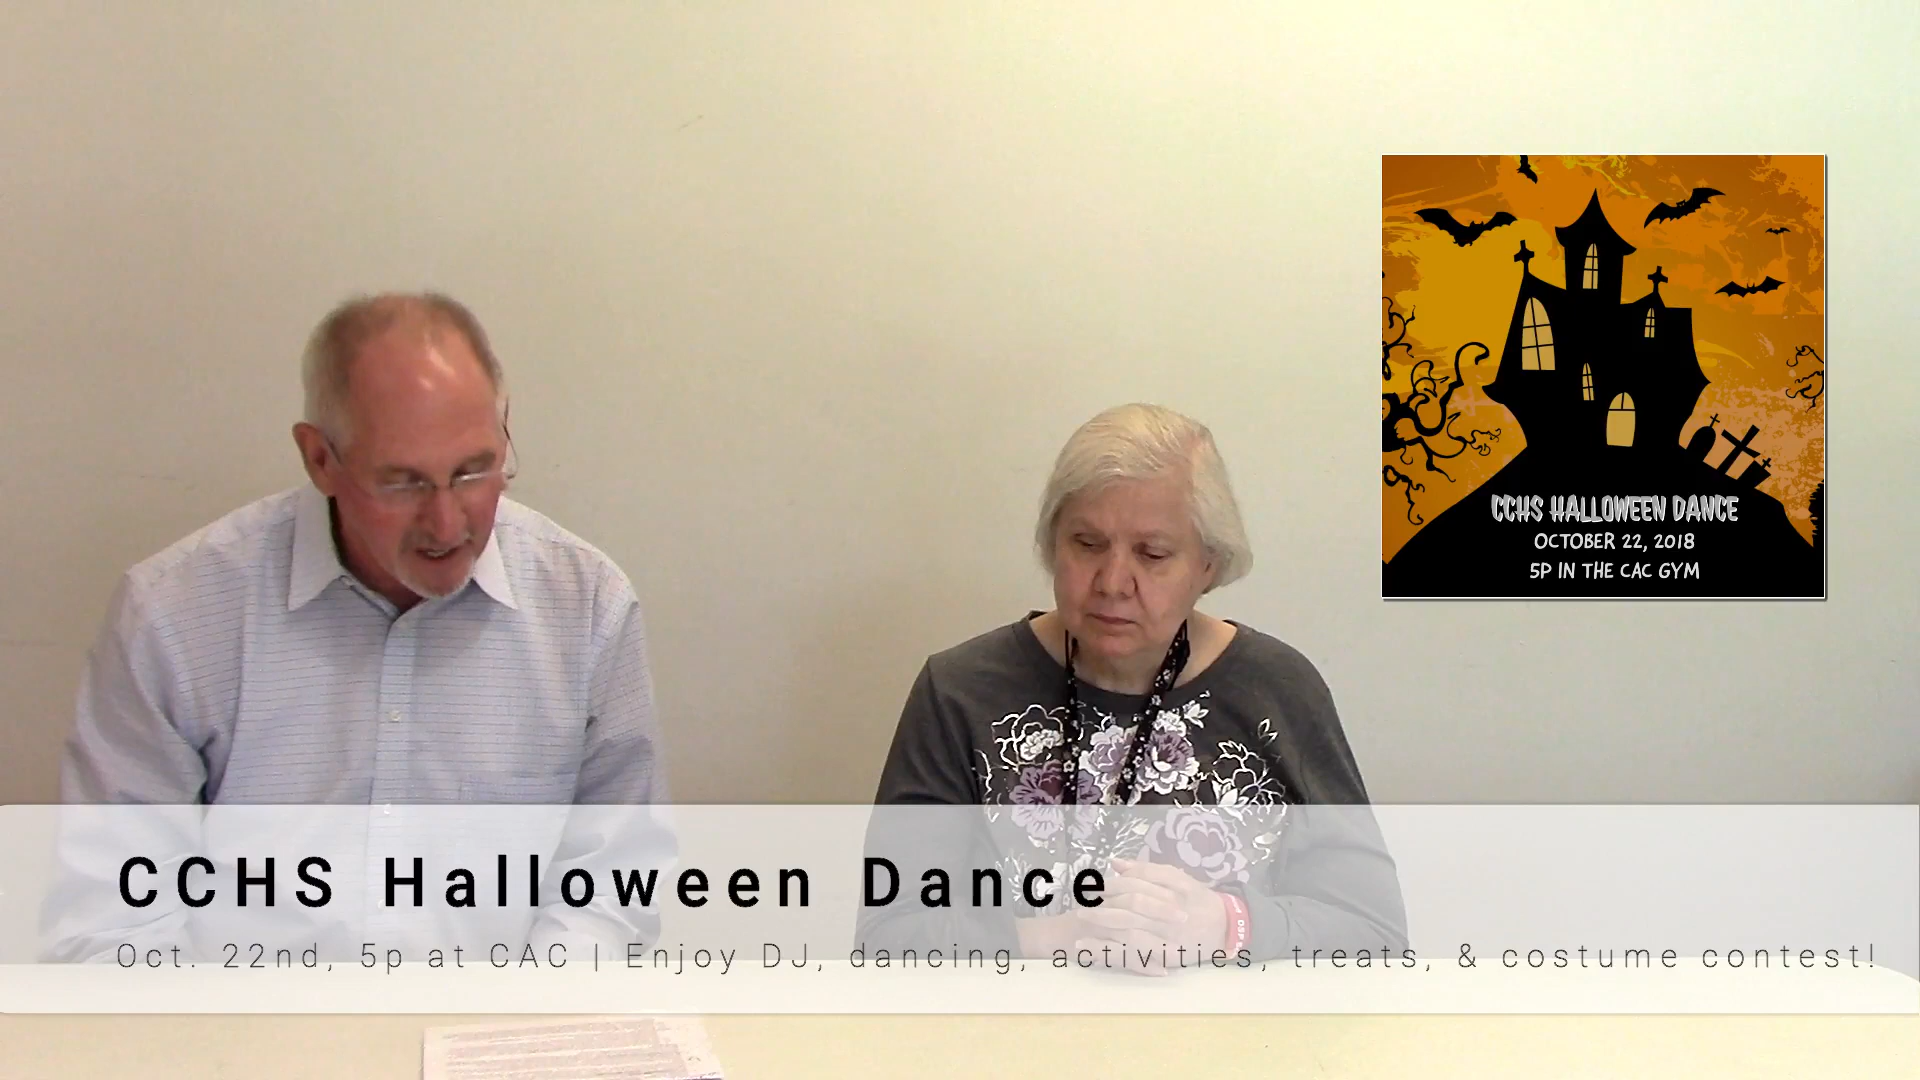 CCHS HALLOWEEN DANCE
OCTOBER 22, 2018
5P IN THE CAC GYM
CCHS Halloween Dance
Oct. 22nd, 5p at CAC | Enjoy DJ, dancing, activities, treats, & costume contest!